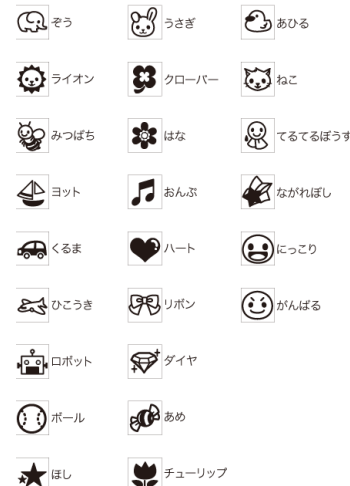 ぞう
うさぎ
あひる
ライオン
クローバー
ねこ
みつばち
はな
てるてるぼうず
ヨット
おんぷ
ながれぼし
くるま
ハート
にっこり
ひこうき
リボン
がんばる
ロボット
ダイヤ
ボール
あめ
ほし
チューリップ